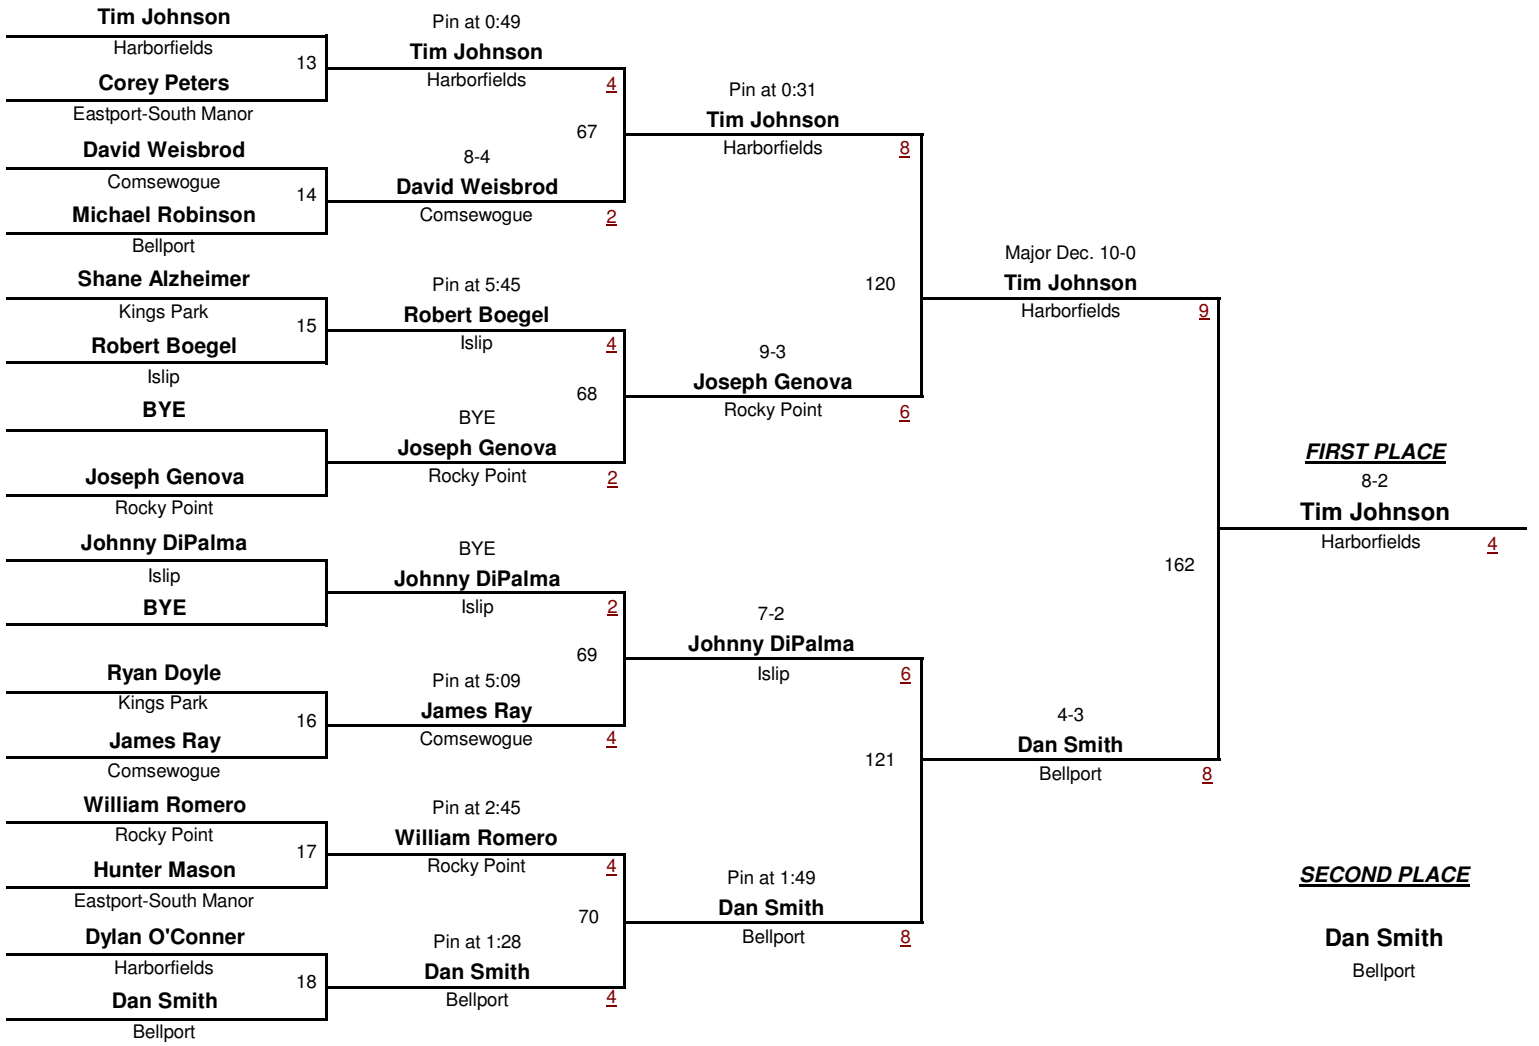 Tim Johnson
Harborfields
13
Corey Peters
Eastport-South Manor
David Weisbrod
Comsewogue
14
Michael Robinson
Bellport
Shane Alzheimer
Kings Park
15
Robert Boegel
Islip
BYE
Joseph Genova
Rocky Point
Johnny DiPalma
Islip
BYE
Ryan Doyle
Kings Park
16
James Ray
Comsewogue
William Romero
Rocky Point
17
Hunter Mason
Eastport-South Manor
Dylan O'Conner
Harborfields
18
Dan Smith
Bellport
Pin at 0:49
Tim Johnson
Harborfields 4
67
8-4
David Weisbrod
Comsewogue 2
Pin at 5:45
Robert Boegel
Islip 4
68
BYE
Joseph Genova
Rocky Point 2
BYE
Johnny DiPalma
Islip 2
69
Pin at 5:09
James Ray
Comsewogue 4
Pin at 2:45
William Romero
Rocky Point 4
70
Pin at 1:28
Dan Smith
Bellport 4
Pin at 0:31
Tim Johnson
Harborfields 8
120
9-3
Joseph Genova
Rocky Point 6
7-2
Johnny DiPalma
Islip 6
121
Pin at 1:49
Dan Smith
Bellport 8
Major Dec. 10-0
Tim Johnson
Harborfields 9
162
4-3
Dan Smith
Bellport 8
FIRST PLACE
8-2
Tim Johnson
Harborfields 4
SECOND PLACE
Dan Smith
Bellport